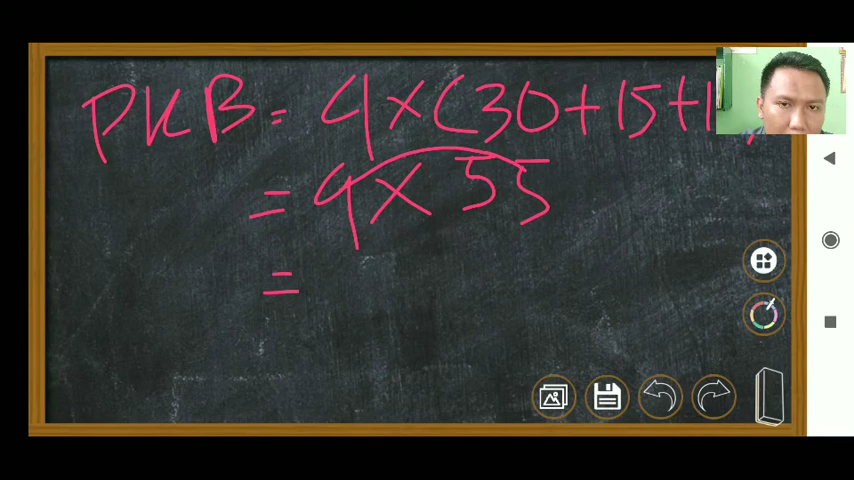 PKB = 4 × (30 + 15 + 1
= 4 × 55
=